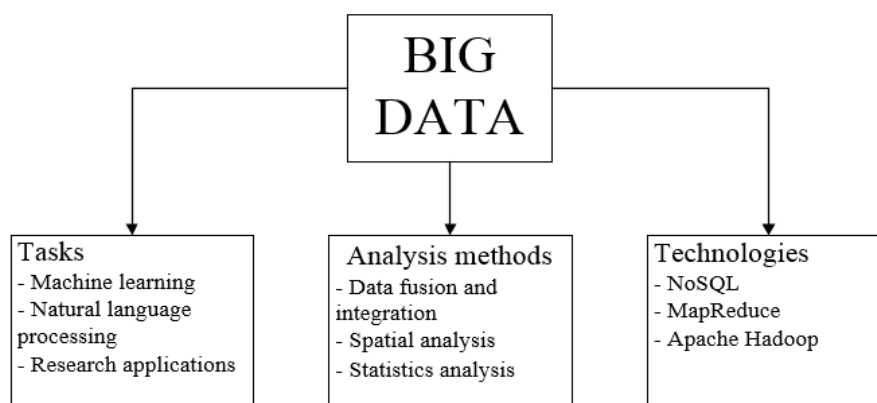 BIG
DATA
Tasks
- Machine learning
- Natural language
processing
- Research applications
Analysis methods
- Data fusion and
integration
- Spatial analysis
- Statistics analysis
Technologies
- NoSQL
- MapReduce
- Apache Hadoop